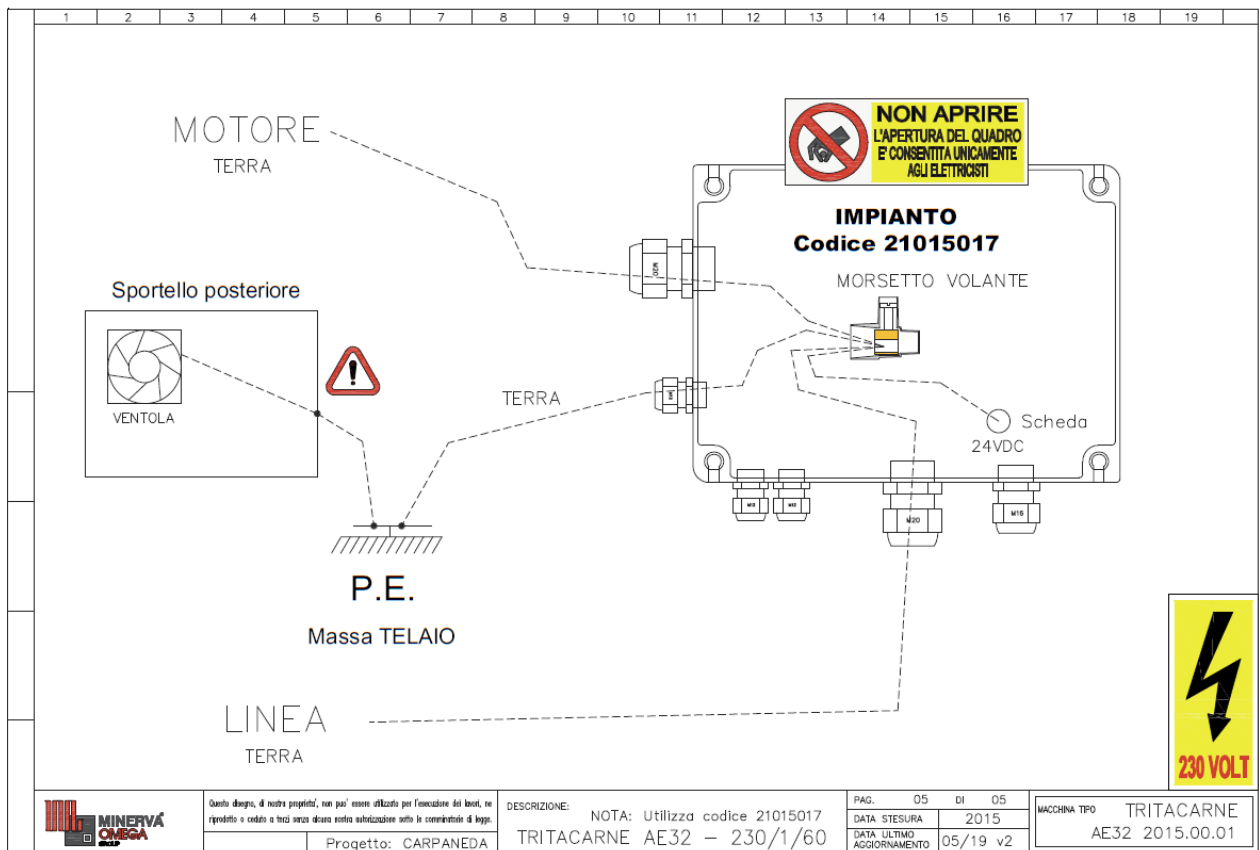 1 2 3 4 5 6 7 8 9 10 11 12 13 14 15 16 17 18 19
MOTORE
TERRA
NON APRIRE
L'APERTURA DEL QUADRO
E' CONSENTITA UNICAMENTE
AGLI ELETTRICISTI
IMPIANTO
Codice 21015017
MORSETTO VOLANTE
M20
Sportello posteriore
VENTOLA
TERRA
Scheda
24VDC
M12
M12
M20
M16
P.E.
Massa TELAIO
LINEA
TERRA
230 VOLT
MINERVA
OMEGA
GROUP
Questo disegno, di nostra proprieta', non puo' essere utilizzato per l'esecuzione dei lavori, ne
riprodotto o ceduto a terzi senza alcuna nostra autorizzazione sotto le comminatorie di legge.
Progetto: CARPANEDA
DESCRIZIONE:
NOTA: Utilizza codice 21015017
TRITACARNE AE32 - 230/1/60
PAG. 05 DI 05
DATA STESURA 2015
DATA ULTIMO
AGGIORNAMENTO 05/19 v2
MACCHINA TIPO TRITACARNE
AE32 2015.00.01